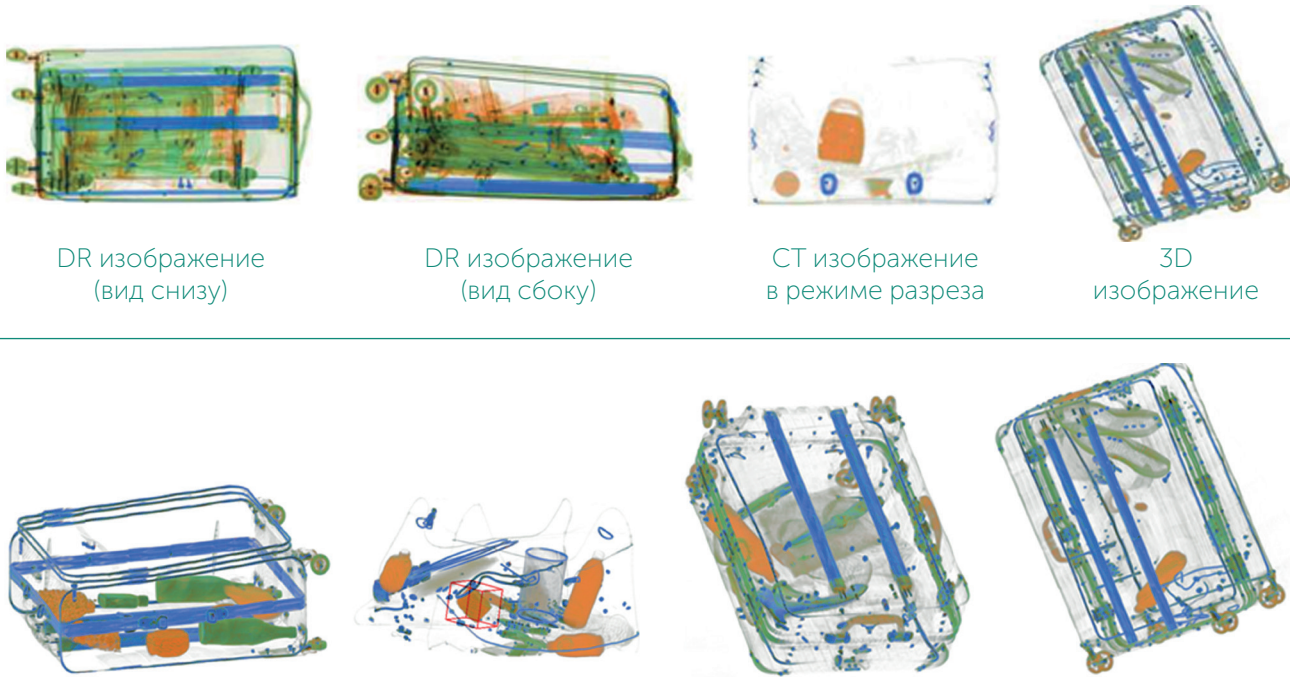 DR изображение
(вид снизу)
DR изображение
(вид сбоку)
CT изображение
в режиме разреза
3D
изображение